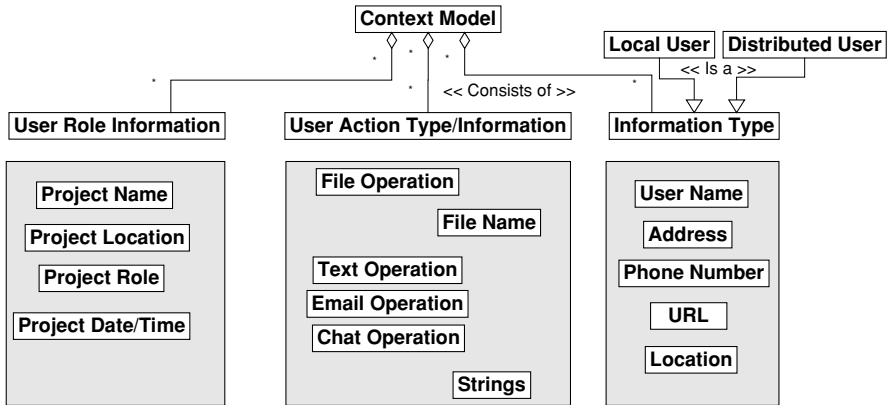 Context Model
Local User
Distributed User
<< Is a >>
*
*
*
*
*
*
<< Consists of >>
User Role Information
User Action Type/Information
Information Type
Project Name
Project Location
Project Role
Project Date/Time
File Operation
File Name
Text Operation
Email Operation
Chat Operation
Strings
User Name
Address
Phone Number
URL
Location